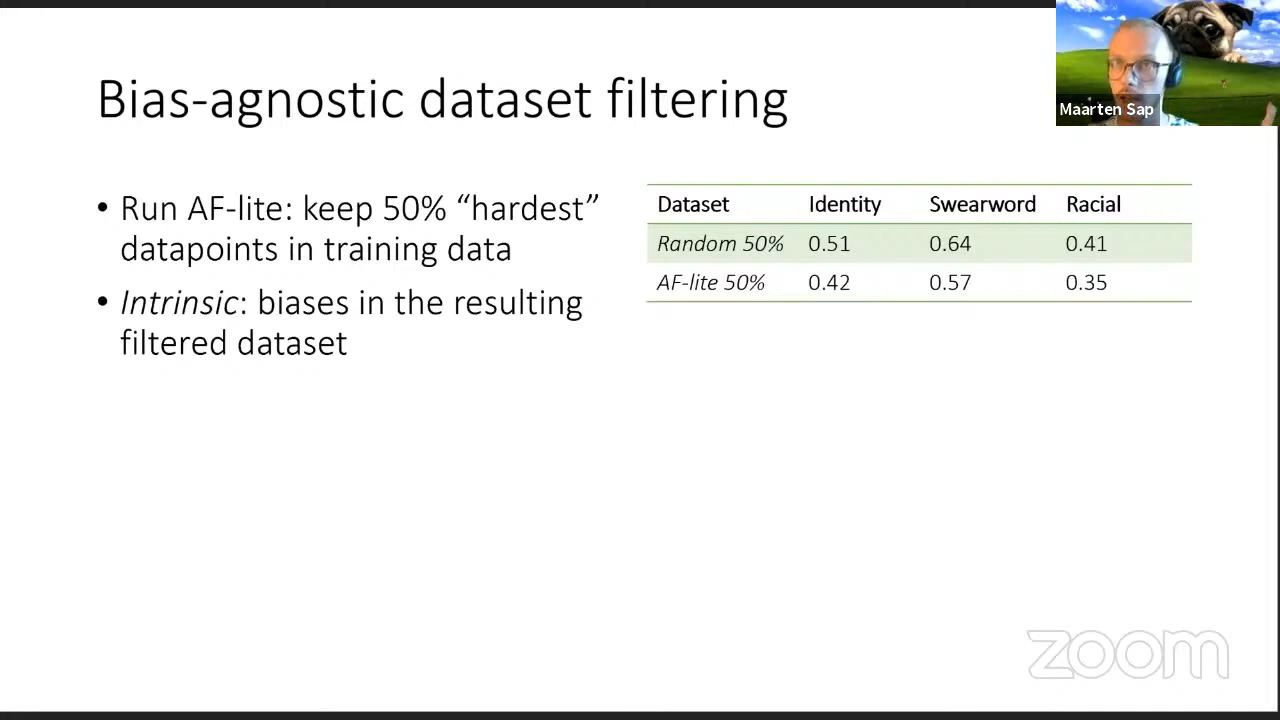 Bias-agnostic dataset filtering
Maarten Sap
• Run AF-lite: keep 50% “hardest”
datapoints in training data
• Intrinsic: biases in the resulting
filtered dataset
Dataset Identity Swearword Racial
Random 50% 0.51 0.64 0.41
AF-lite 50% 0.42 0.57 0.35
zoom